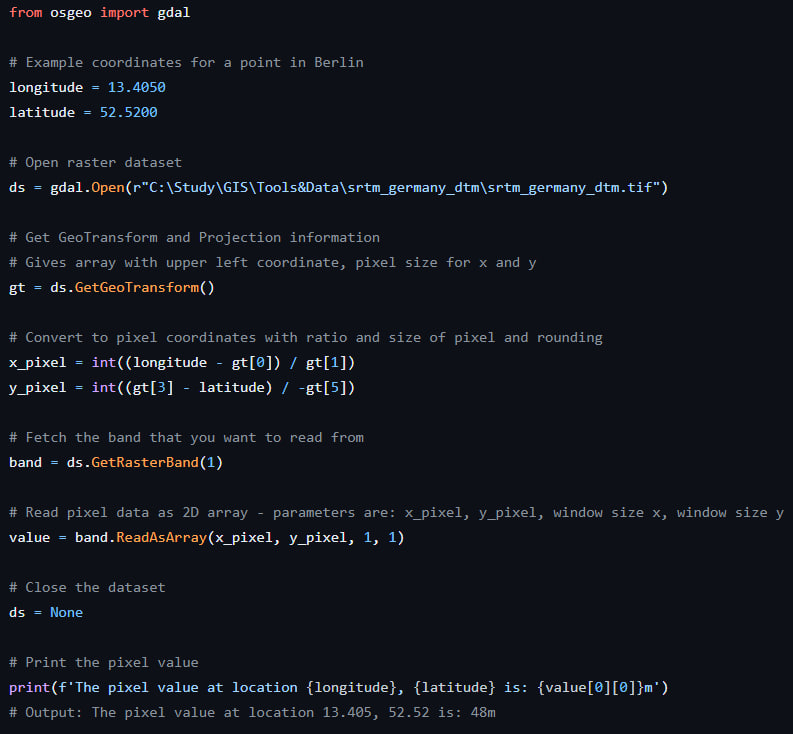 from osgeo import gdal
# Example coordinates for a point in Berlin
longitude = 13.4050
latitude = 52.5200
# Open raster dataset
ds = gdal.Open(r"C:\Study\GIS\Tools&Data\srtm_germany_dtm\srtm_germany_dtm.tif")
# Get GeoTransform and Projection information
# Gives array with upper left coordinate, pixel size for x and y
gt = ds.GetGeoTransform()
# Convert to pixel coordinates with ratio and size of pixel and rounding
x_pixel = int((longitude - gt[0]) / gt[1])
y_pixel = int((gt[3] - latitude) / -gt[5])
# Fetch the band that you want to read from
band = ds.GetRasterBand(1)
# Read pixel data as 2D array - parameters are: x_pixel, y_pixel, window size x, window size y
value = band.ReadAsArray(x_pixel, y_pixel, 1, 1)
# Close the dataset
ds = None
# Print the pixel value
print(f'The pixel value at location {longitude}, {latitude} is: {value[0][0]}m')
# Output: The pixel value at location 13.405, 52.52 is: 48m